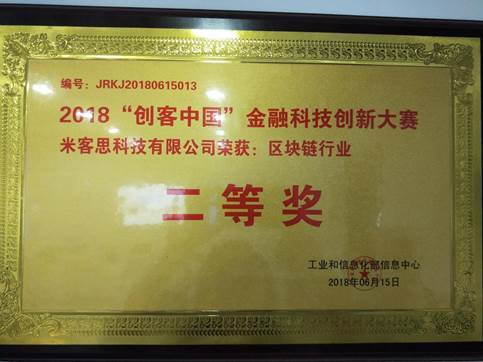 编号：JRKJ20180615013
2018“创客中国”金融科技创新大赛
米客思科技有限公司荣获：区块链行业
二等奖
工业和信息化部信息中心
2018年06月15日